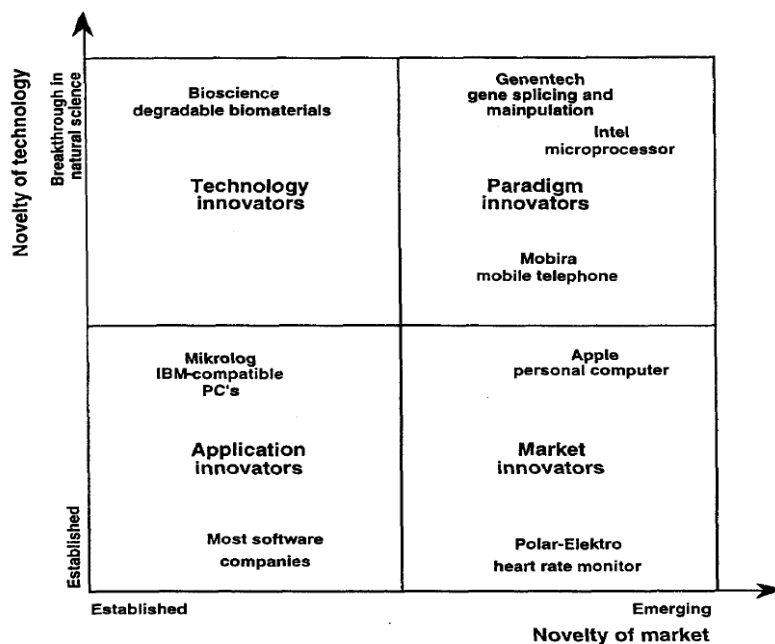 Novelty of technology
Breakthrough in
natural science
Established
Bioscience
degradable biomaterials
Technology
innovators
Genentech
gene splicing and
mainpulation
Intel
microprocessor
Paradigm
innovators
Mobira
mobile telephone
Mikrolog
IBM-compatible
PC's
Application
innovators
Most software
companies
Apple
personal computer
Market
innovators
Polar-Elektro
heart rate monitor
Established
Emerging
Novelty of market